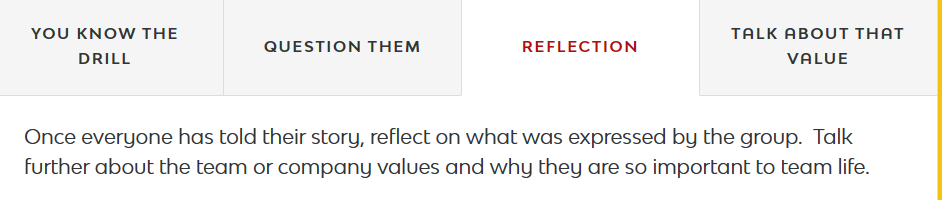 YOU KNOW THE
DRILL
QUESTION THEM
REFLECTION
TALK ABOUT THAT
VALUE
Once everyone has told their story, reflect on what was expressed by the group.  Talk
further about the team or company values and why they are so important to team life.